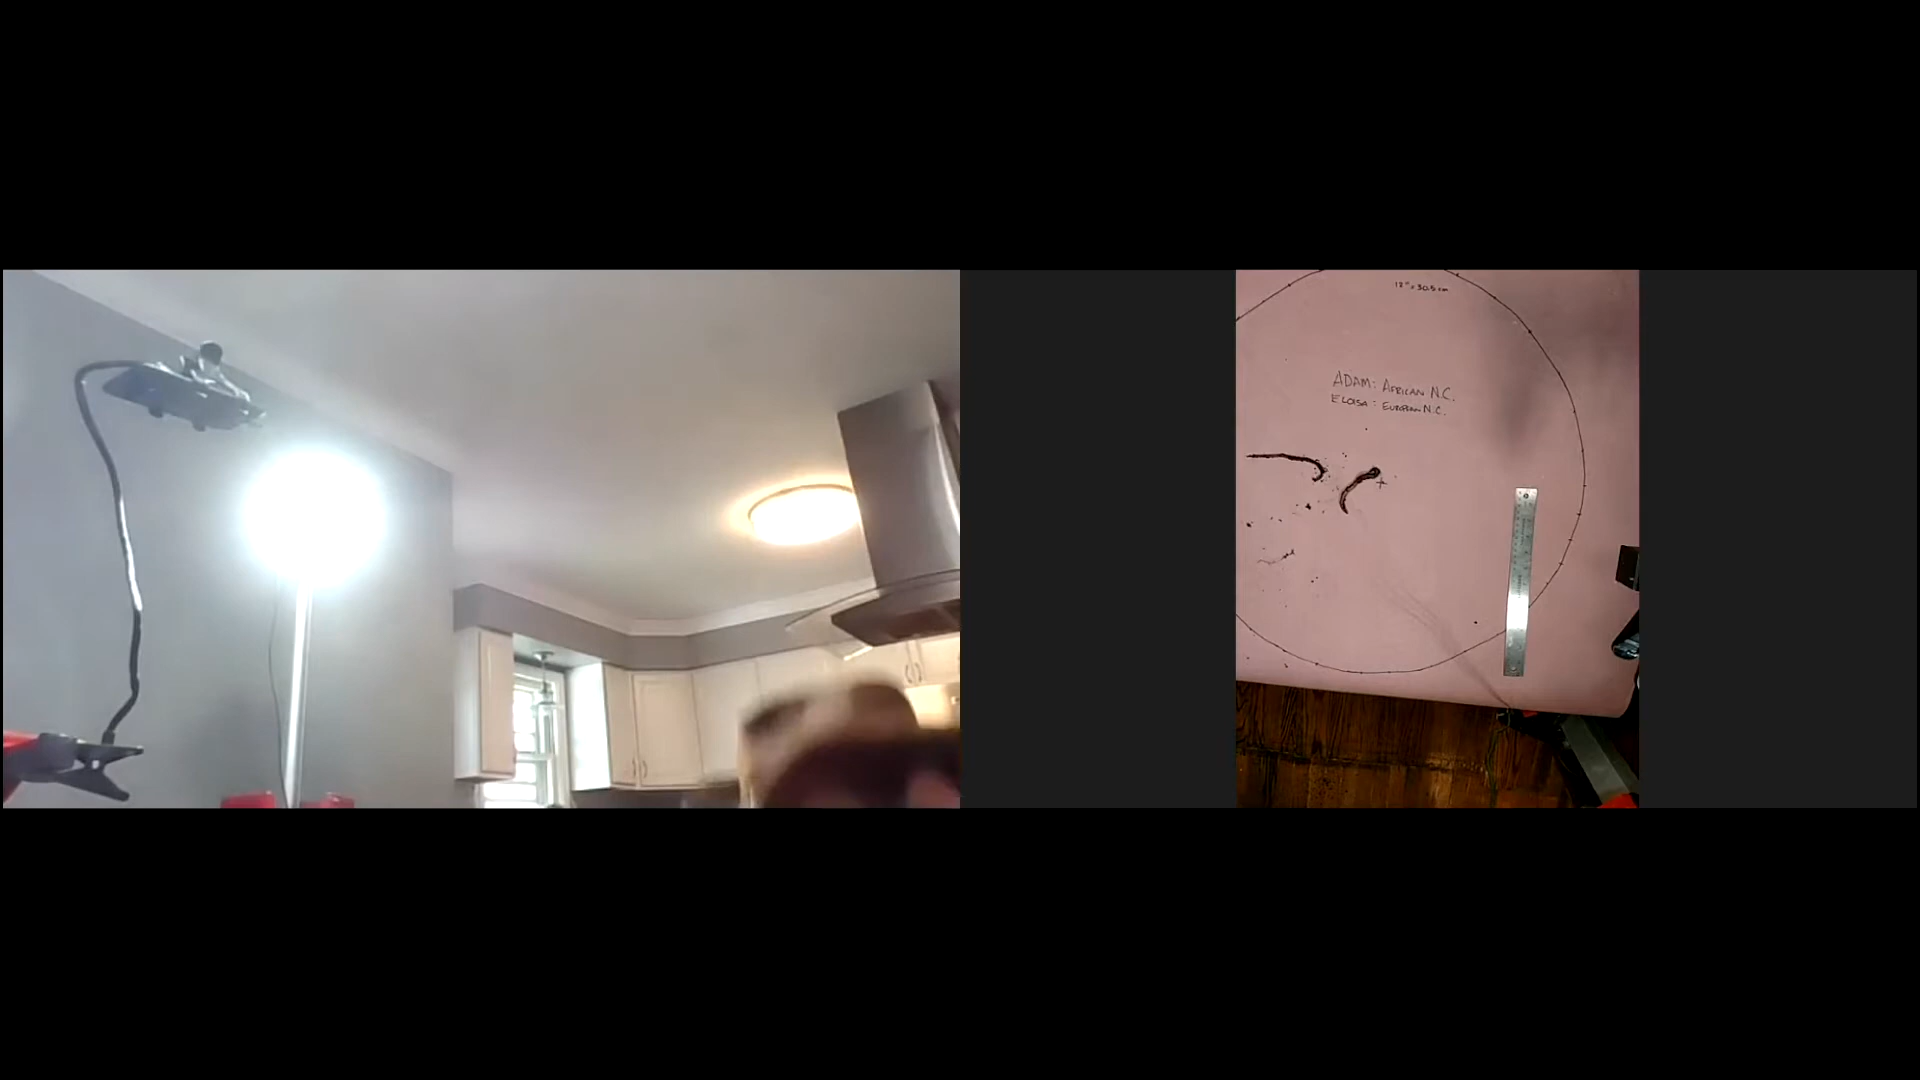 12" = 30.5 cm
ADAM: AFRICAN N.C.
ELOISA: EUROPEAN N.C.